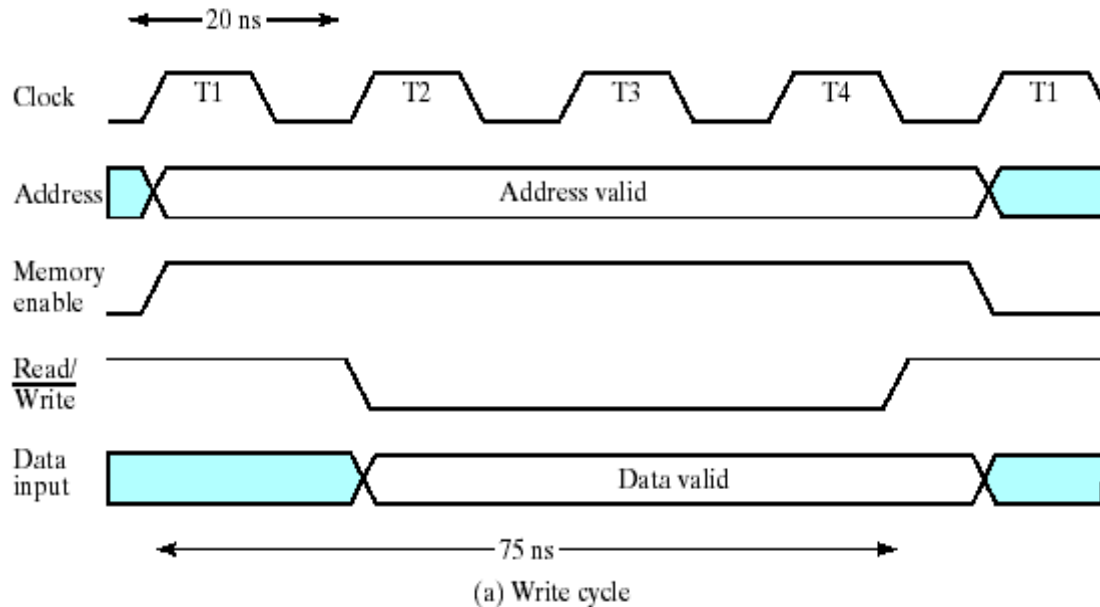 20 ns
Clock
T1 T2 T3 T4 T1
Address
Address valid
Memory
enable
Read/
Write
Data
input
Data valid
75 ns
(a) Write cycle